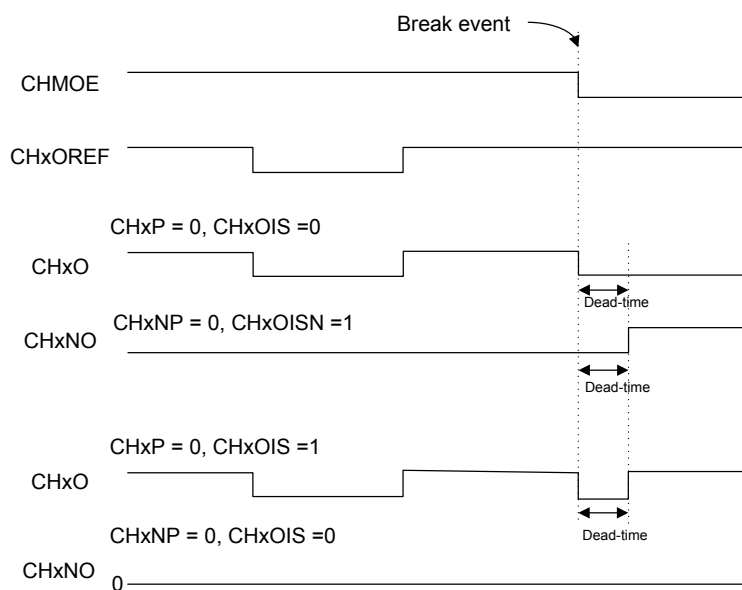 Break event
CHMOE
CHxOREF
CHxP = 0, CHxOIS =0
CHxO
Dead-time
CHxNP = 0, CHxOISN =1
CHxNO
Dead-time
CHxP = 0, CHxOIS =1
CHxO
CHxNP = 0, CHxOIS =0
Dead-time
CHxNO 0